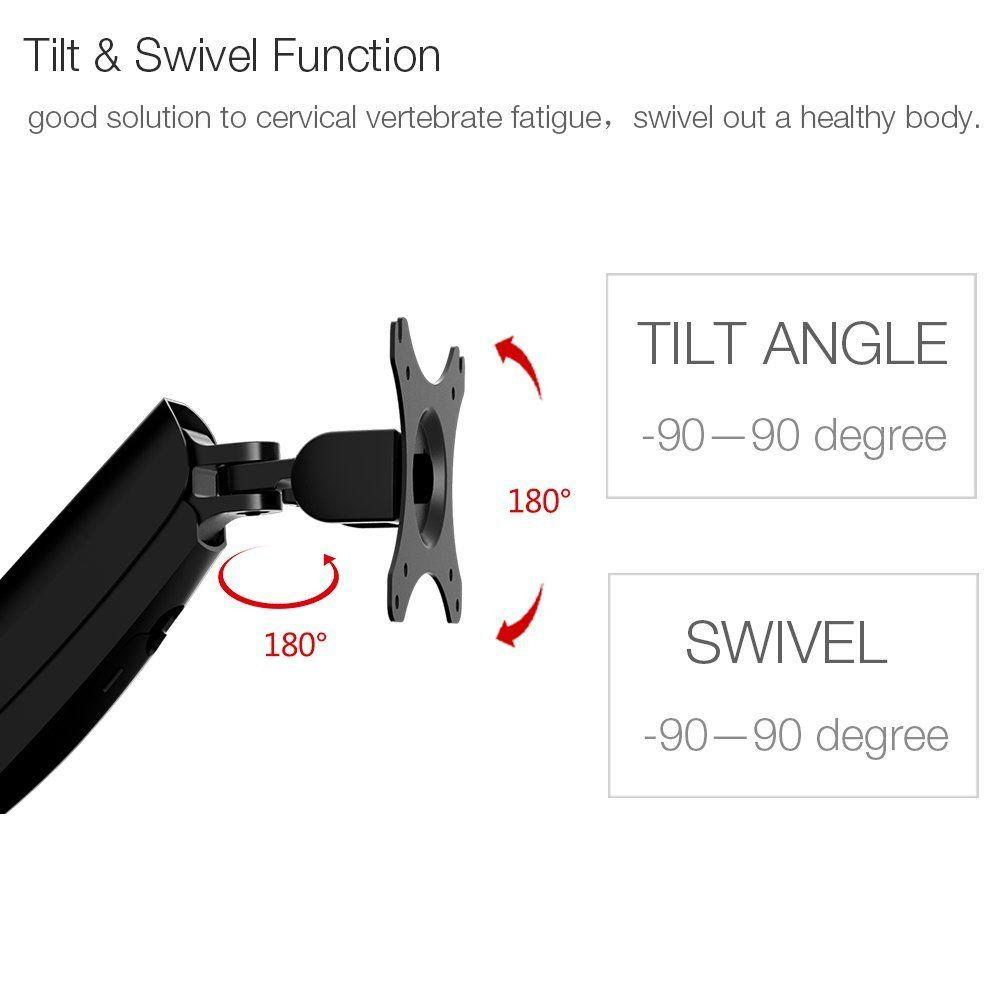 Tilt & Swivel Function
good solution to cervical vertebrate fatigue，swivel out a healthy body.
TILT ANGLE
-90—90 degree
180°
180°
SWIVEL
-90—90 degree